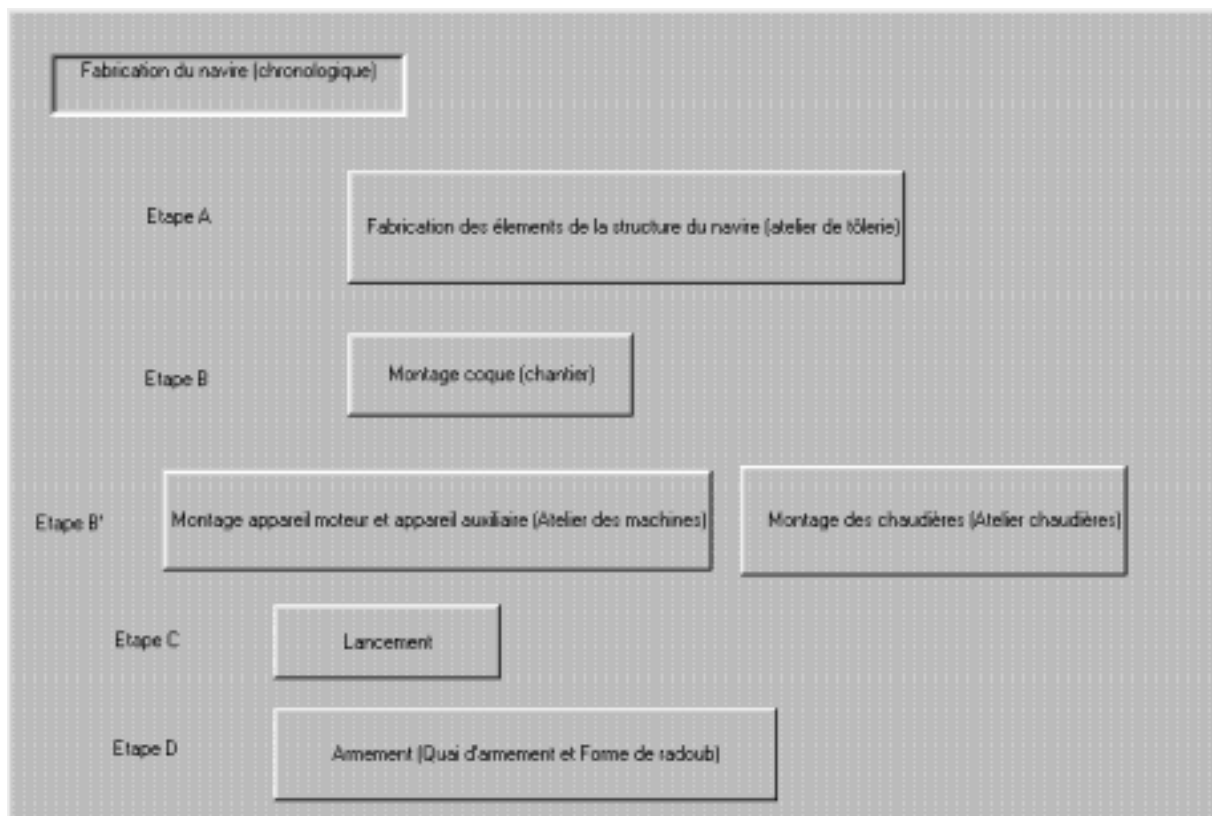 Fabrication du navire (chronologique)
Etape A
Fabrication des élements de la structure du navire (atelier de tôlerie)
Etape B
Montage coque (chantier)
Etape B'
Montage appareil moteur et appareil auxiliaire (Atelier des machines)
Montage des chaudières (Atelier chaudières)
Etape C
Lancement
Etape D
Armement (Quai d'armement et Forme de radoub)